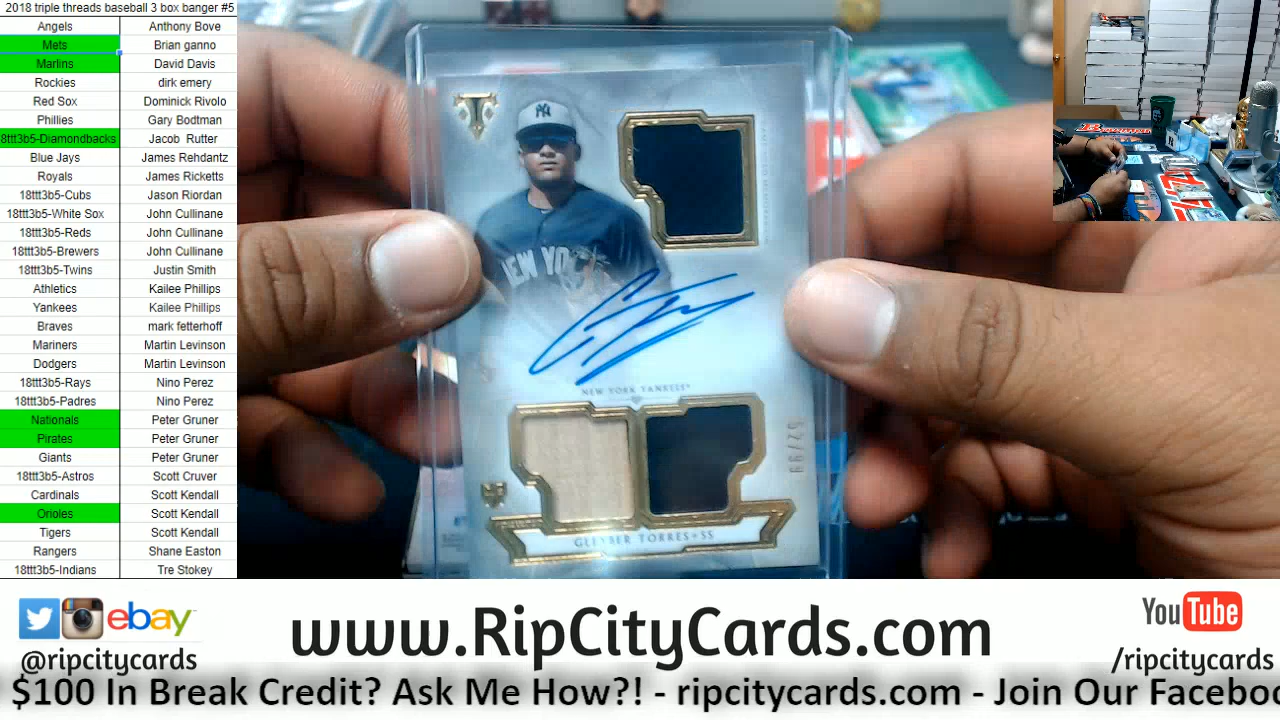 2018 triple threads baseball 3 box banger #5
Angels Anthony Bove
Mets Brian ganno
Marlins David Davis
Rockies dirk emery
Red Sox Dominick Rivolo
Phillies Gary Bodtman
8ttt3b5-Diamondbacks Jacob Rutter
Blue Jays James Rehdantz
Royals James Ricketts
18ttt3b5-Cubs Jason Riordan
18ttt3b5-White Sox John Cullinane
18ttt3b5-Reds John Cullinane
18ttt3b5-Brewers John Cullinane
18ttt3b5-Twins Justin Smith
Athletics Kailee Phillips
Yankees Kailee Phillips
Braves mark fetterhoff
Mariners Martin Levinson
Dodgers Martin Levinson
18ttt3b5-Rays Nino Perez
18ttt3b5-Padres Nino Perez
Nationals Peter Gruner
Pirates Peter Gruner
Giants Peter Gruner
18ttt3b5-Astros Scott Cruver
Cardinals Scott Kendall
Orioles Scott Kendall
Tigers Scott Kendall
Rangers Shane Easton
18ttt3b5-Indians Tre Stokey
NEW YO
NEW YORK YANKEES
GLEYBER TORRES • SS
ebay
@ripcitycards
www.RipCityCards.com
YouTube
/ripcitycards
$100 In Break Credit? Ask Me How?! - ripcitycards.com - Join Our Facebo